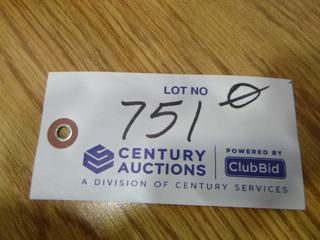 LOT NO
751 Ø
CENTURY AUCTIONS
POWERED BY
ClubBid
A DIVISION OF CENTURY SERVICES